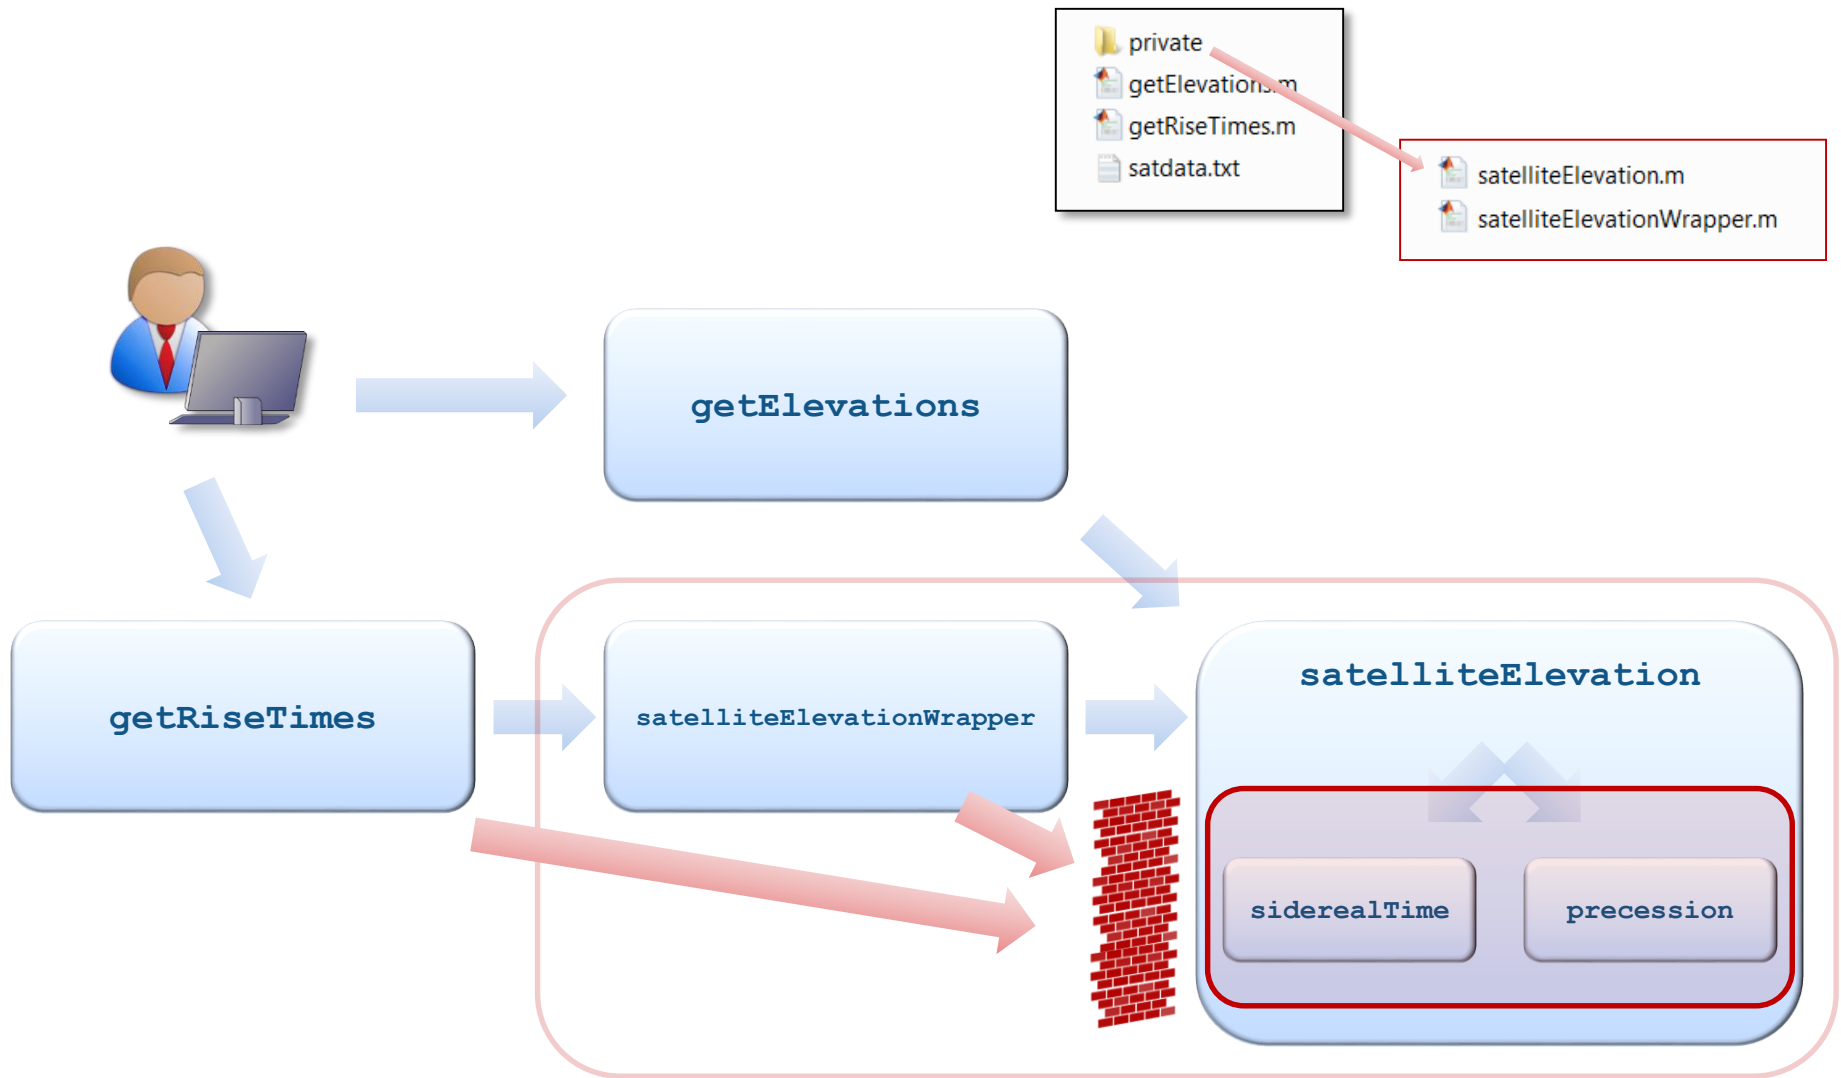 private
getElevations.m
getRiseTimes.m
satdata.txt
satelliteElevation.m
satelliteElevationWrapper.m
getElevations
getRiseTimes
satelliteElevationWrapper
satelliteElevation
siderealTime
precession